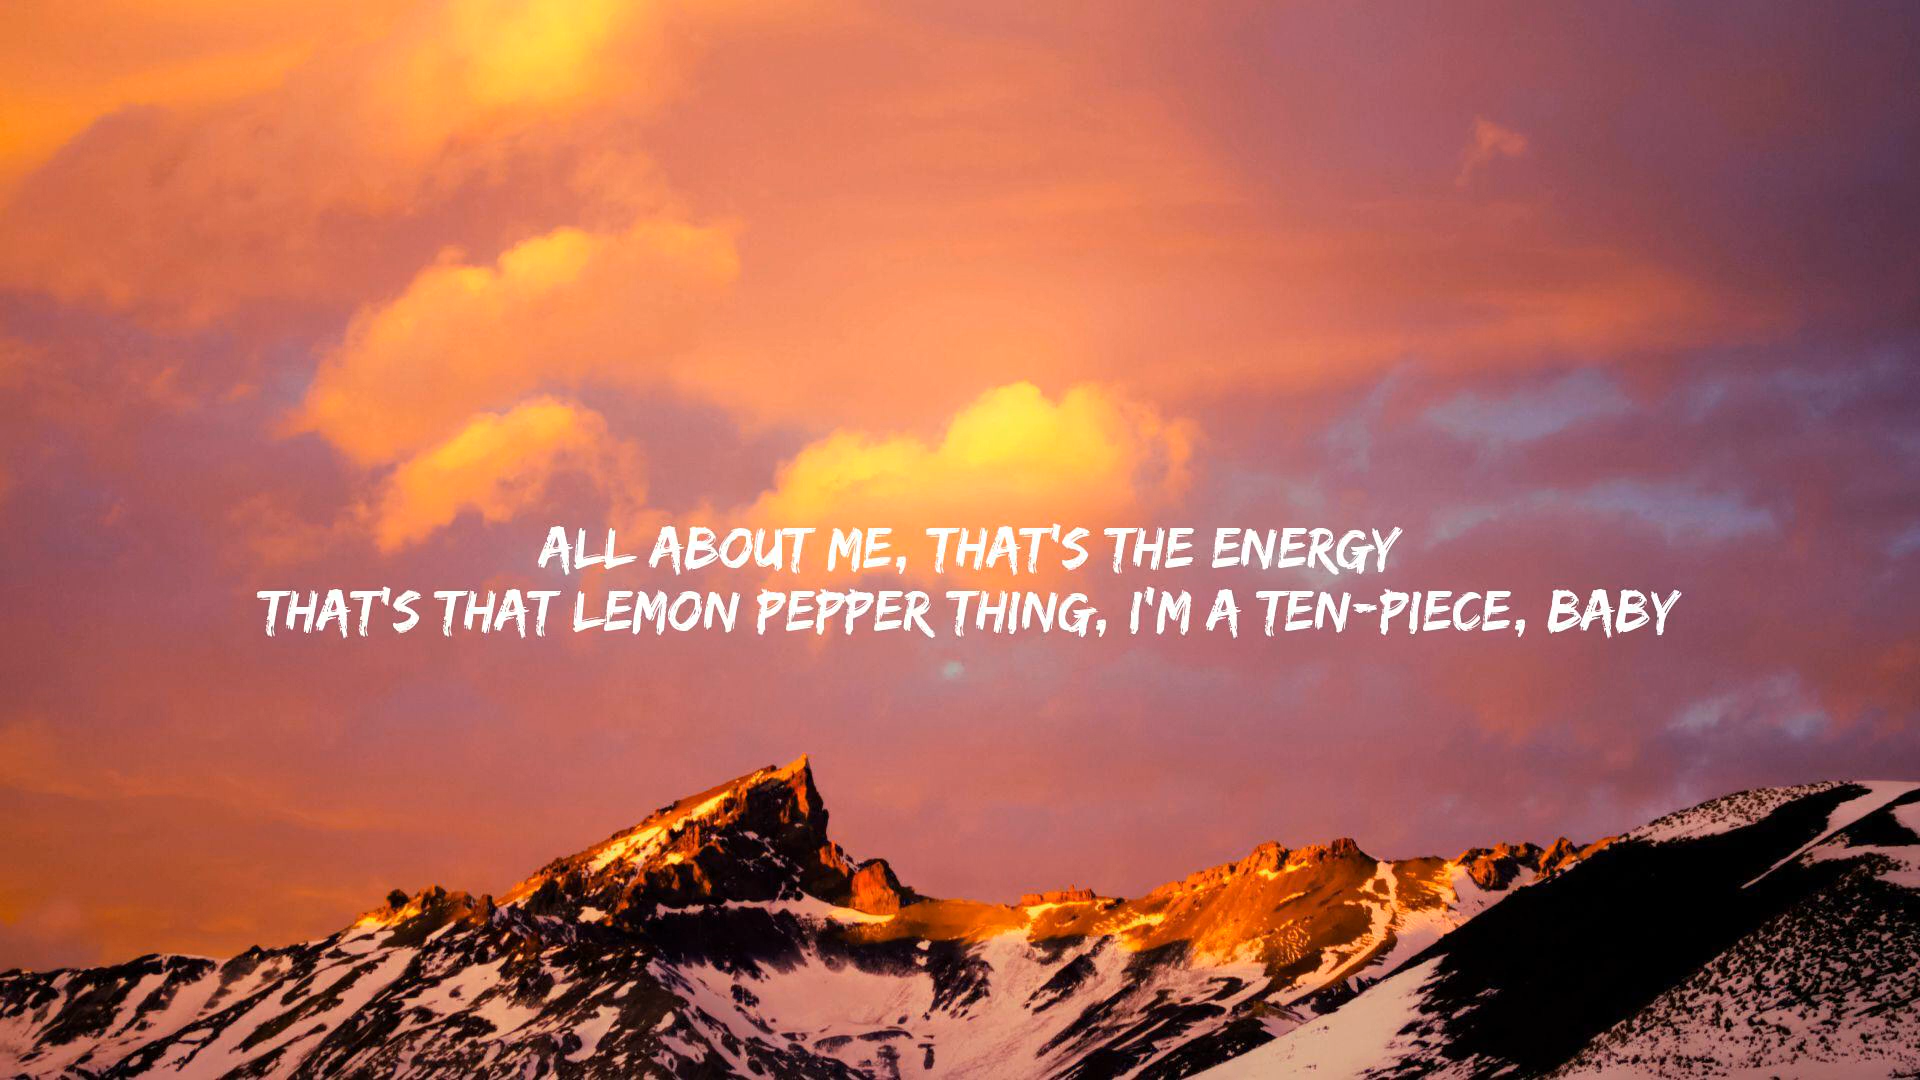 ALL ABOUT ME, THAT'S THE ENERGY
THAT'S THAT LEMON PEPPER THING, I'M A TEN-PIECE, BABY